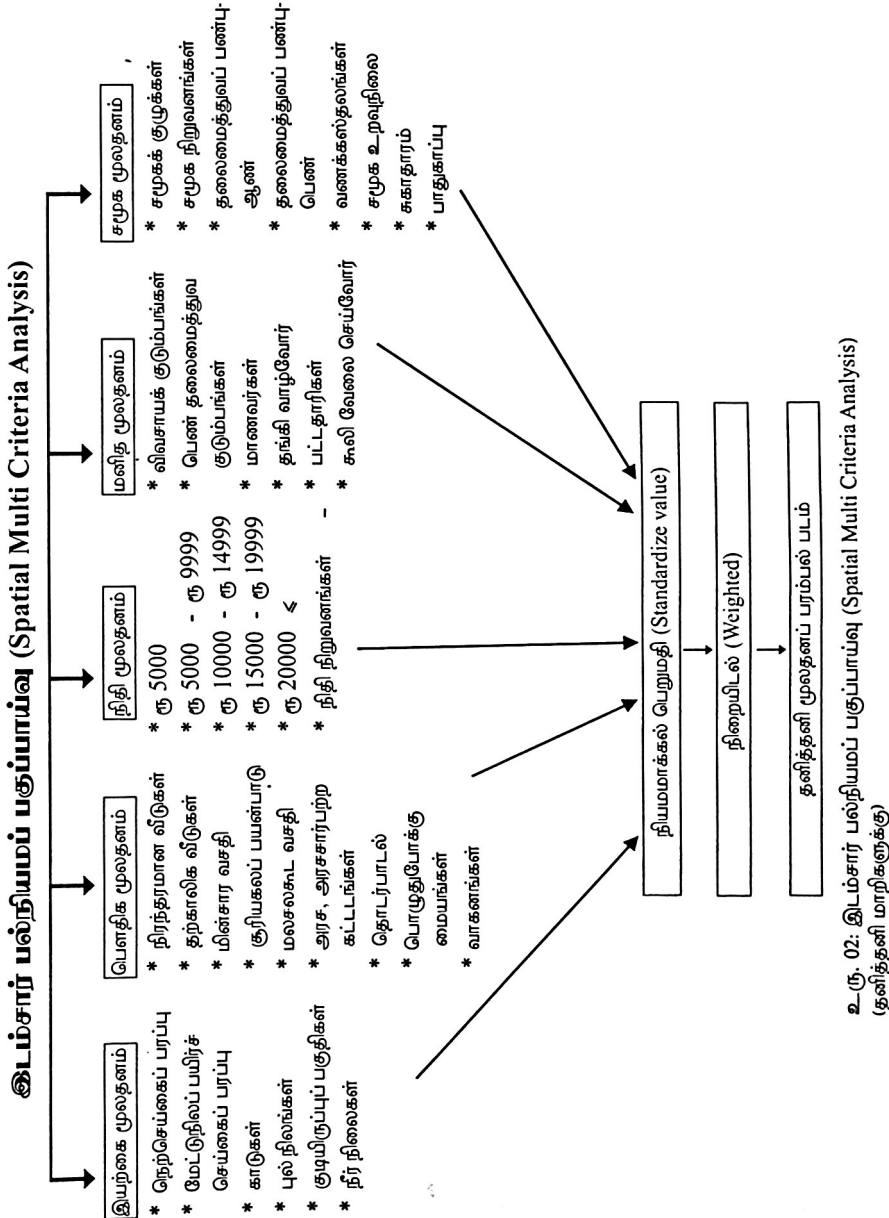 இடம்சார் பல்நியமப் பகுப்பாய்வு (Spatial Multi Criteria Analysis)
இயற்கை மூலதனம்
* நெற்செய்கைப் பரப்பு
* மேட்டுநிலப் பயிர்ச்
செய்கைப் பரப்பு
* காடுகள்
* புல் நிலங்கள்
* குடியிருப்புப் பகுதிகள்
* நீர் நிலைகள்
பௌதிக மூலதனம்
* நிரந்தரமான வீடுகள்
* தற்காலிக வீடுகள்
* மின்சார வசதி
* சூரியகலப் பயன்பாடு
* மலசலகூட வசதி
* அரச, அரசசார்பற்ற
கட்டடங்கள்
* தொடர்பாடல்
* பொழுதுபோக்கு
மையங்கள்
* வாகனங்கள்
நிதி மூலதனம்
* ரூ 5000
* ரூ 5000 - ரூ 9999
* ரூ 10000 - ரூ 14999
* ரூ 15000 - ரூ 19999
* ரூ 20000 ≤
* நிதி நிறுவனங்கள் -
மனித மூலதனம்
* விவசாயக் குடும்பங்கள்
* பெண் தலைமைத்துவ
குடும்பங்கள்
* மாணவர்கள்
* தங்கி வாழ்வோர்
* பட்டதாரிகள்
* கூலி வேலை செய்வோர்
சமூக மூலதனம்
* சமூகக் குழுக்கள்
* சமூக நிறுவனங்கள்
* தலைமைத்துவப் பண்பு-
ஆண்
* தலைமைத்துவப் பண்பு-
பெண்
* வணக்கஸ்தலங்கள்
* சமூக உறவுநிலை
* சுகாதாரம்
* பாதுகாப்பு
நியமமாக்கல் பெறுமதி (Standardize value)
நிறையிடல் (Weighted)
தனித்தனி மூலதனப் பரம்பல் படம்
உரு. 02: இடம்சார் பல்நியமப் பகுப்பாய்வு (Spatial Multi Criteria Analysis)
(தனித்தனி மாறிகளுக்கு)